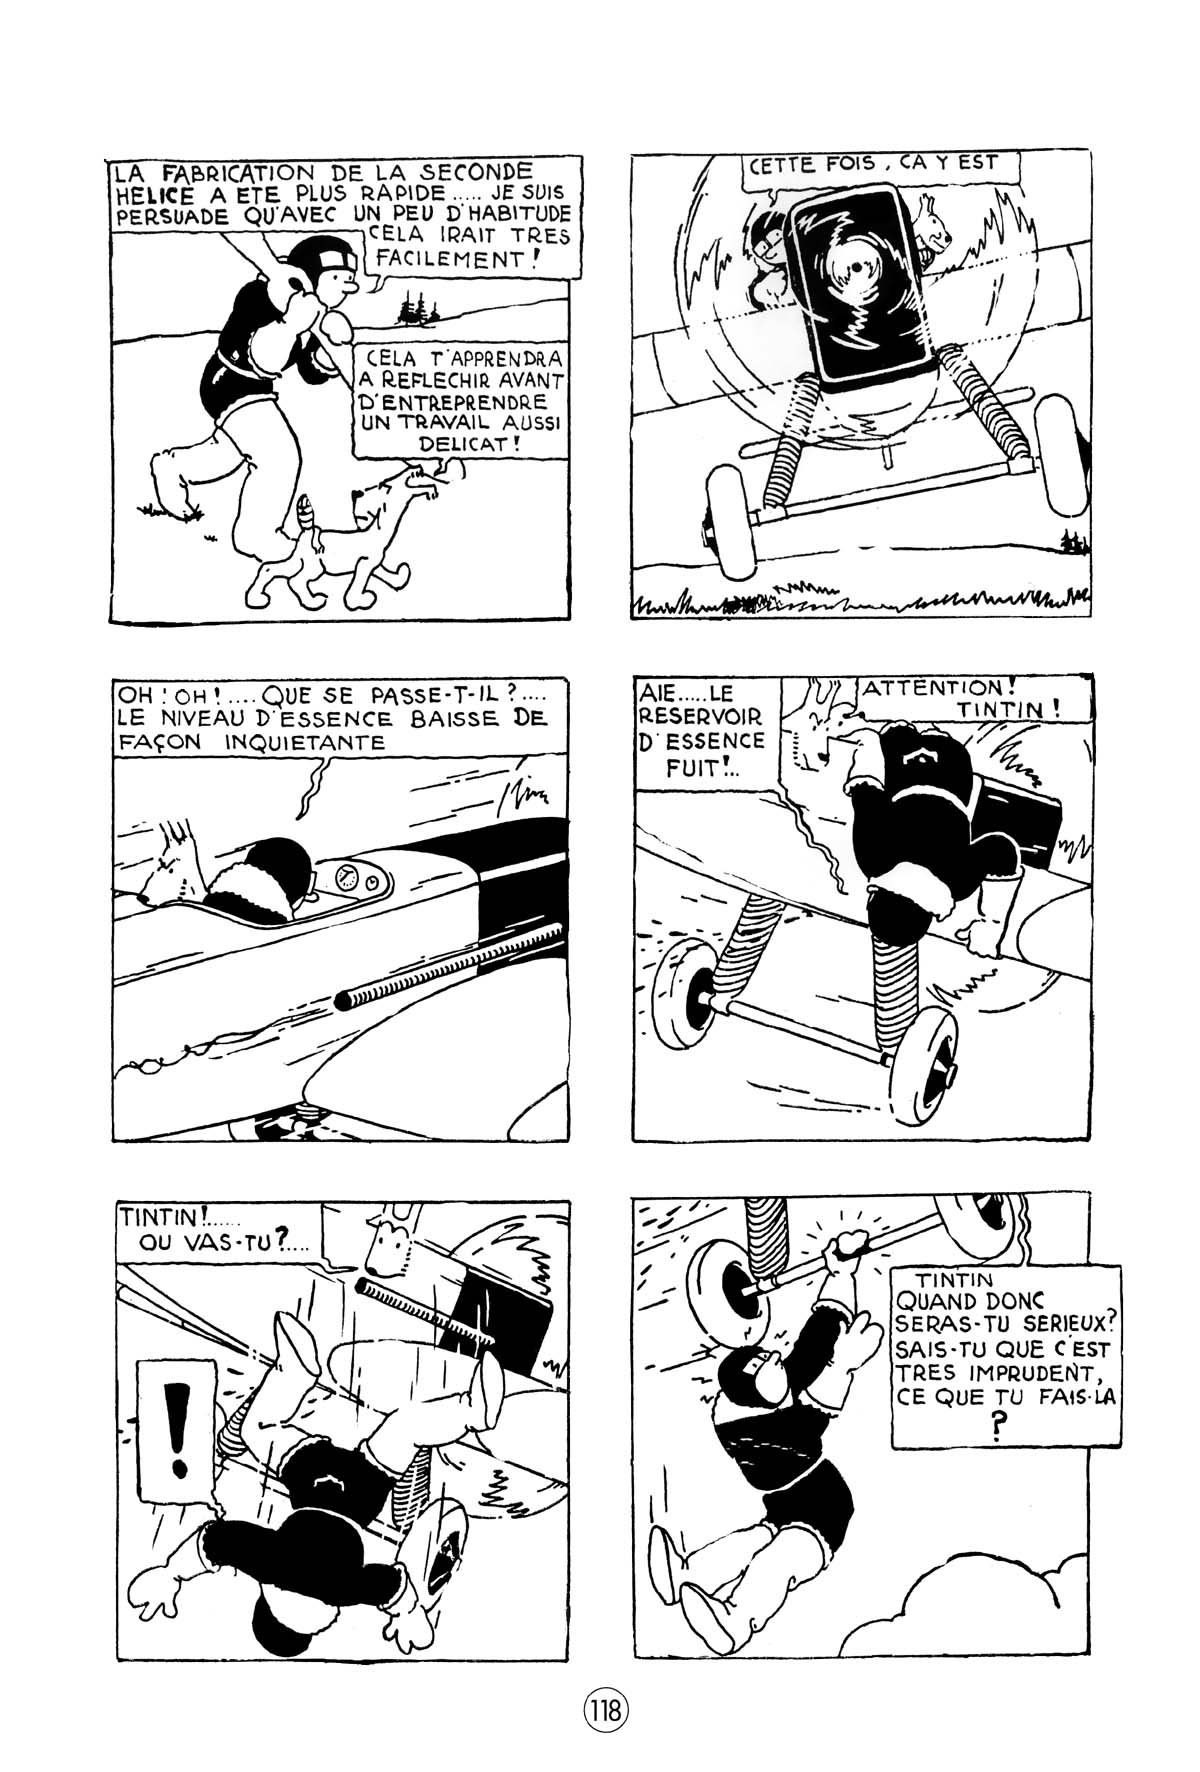 LA FABRICATION DE LA SECONDE
HELICE A ETE PLUS RAPIDE..... JE SUIS
PERSUADE QU'AVEC UN PEU D'HABITUDE
CELA IRAIT TRES
FACILEMENT!
CELA T'APPRENDRA
A REFLECHIR AVANT
D'ENTREPRENDRE
UN TRAVAIL AUSSI
DELICAT!
CETTE FOIS, CA Y EST
OH! OH!.... QUE SE PASSE-T-IL?....
LE NIVEAU D'ESSENCE BAISSE DE
FAÇON INQUIETANTE
AIE.....LE
RESERVOIR
D'ESSENCE
FUIT!..
ATTENTION!
TINTIN!
TINTIN!......
OU VAS-TU?....
!
TINTIN
QUAND DONC
SERAS-TU SERIEUX?
SAIS-TU QUE C'EST
TRES IMPRUDENT,
CE QUE TU FAIS-LA
?
118